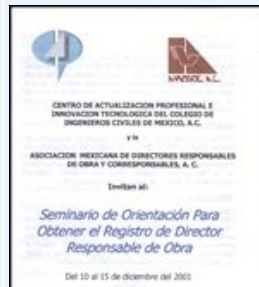 CENTRO DE ACTUALIZACION PROFESIONAL E
INNOVACION TECNOLOGICA DEL COLEGIO DE
INGENIEROS CIVILES DE MEXICO, A.C.
y la
ASOCIACION MEXICANA DE DIRECTORES RESPONSABLES
DE OBRA Y CORRESPONSABLES, A. C.
Invitan al:
Seminario de Orientación Para
Obtener el Registro de Director
Responsable de Obra
Del 10 al 15 de diciembre del 2001